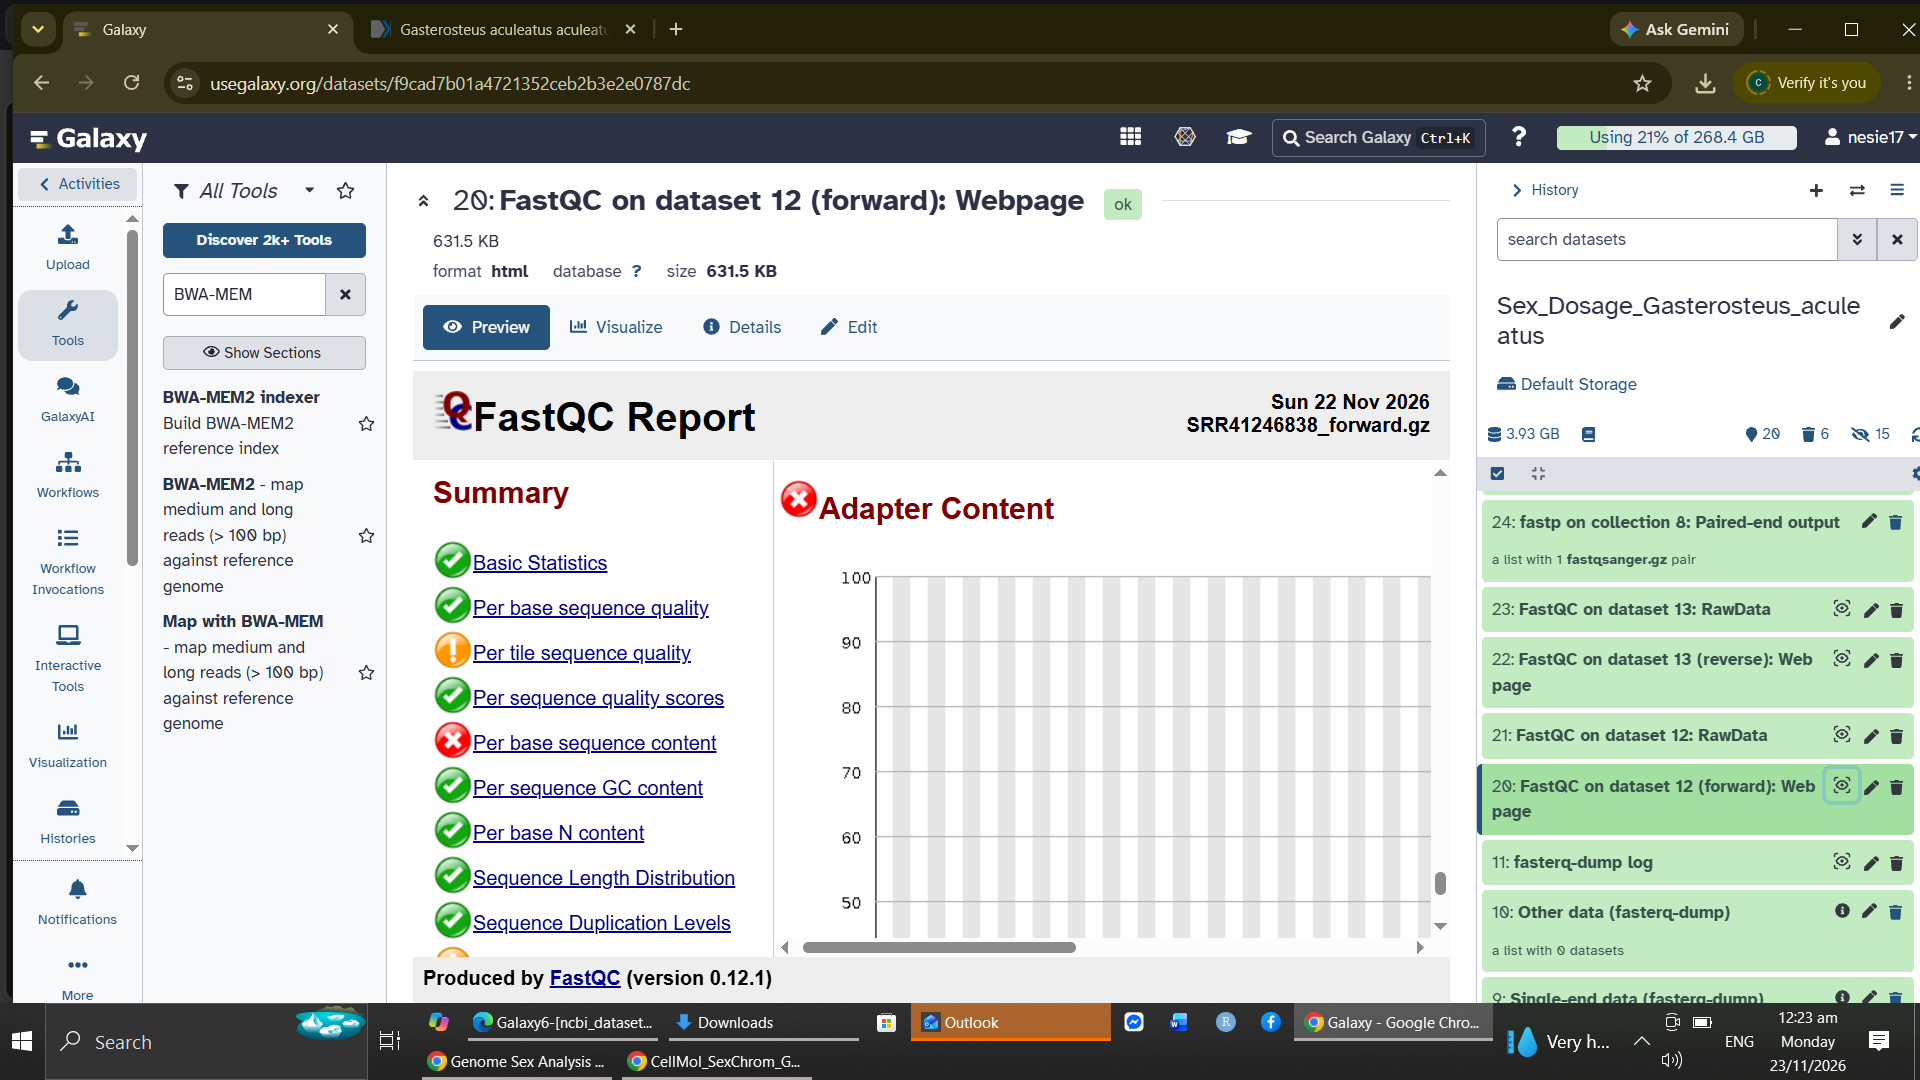 Galaxy
Gasterosteus aculeatus aculeat
Ask Gemini
usegalaxy.org/datasets/f9cad7b01a4721352ceb2b3e2e0787dc
C
Verify it's you
Galaxy
Search Galaxy Ctrl+K
?
Using 21% of 268.4 GB
nesie17
Activities
Upload
Tools
GalaxyAI
Workflows
Workflow
Invocations
Interactive
Tools
Visualization
Histories
Notifications
More
All Tools
Discover 2k+ Tools
BWA-MEM
Show Sections
BWA-MEM2 indexer
Build BWA-MEM2
reference index
BWA-MEM2 - map
medium and long
reads (> 100 bp)
against reference
genome
Map with BWA-MEM
- map medium and
long reads (> 100 bp)
against reference
genome
20: FastQC on dataset 12 (forward): Webpage
ok
631.5 KB
format html database ? size 631.5 KB
Preview
Visualize
Details
Edit
FastQC Report
Sun 22 Nov 2026
SRR41246838_forward.gz
Summary
Basic Statistics
Per base sequence quality
Per tile sequence quality
Per sequence quality scores
Per base sequence content
Per sequence GC content
Per base N content
Sequence Length Distribution
Sequence Duplication Levels
Adapter Content
100
90
80
70
60
50
Produced by FastQC (version 0.12.1)
History
search datasets
Sex_Dosage_Gasterosteus_acule
atus
Default Storage
3.93 GB
20
6
15
24: fastp on collection 8: Paired-end output
a list with 1 fastqsanger.gz pair
23: FastQC on dataset 13: RawData
22: FastQC on dataset 13 (reverse): Web
page
21: FastQC on dataset 12: RawData
20: FastQC on dataset 12 (forward): Web
page
11: fasterq-dump log
10: Other data (fasterq-dump)
a list with 0 datasets
9: Single-end data (fasterq-dump)
Search
Galaxy6-[ncbi_dataset...
Downloads
Outlook
R
Galaxy - Google Chro...
Genome Sex Analysis ...
CellMol_SexChrom_G...
Very h...
ENG
12:23 am
Monday
23/11/2026